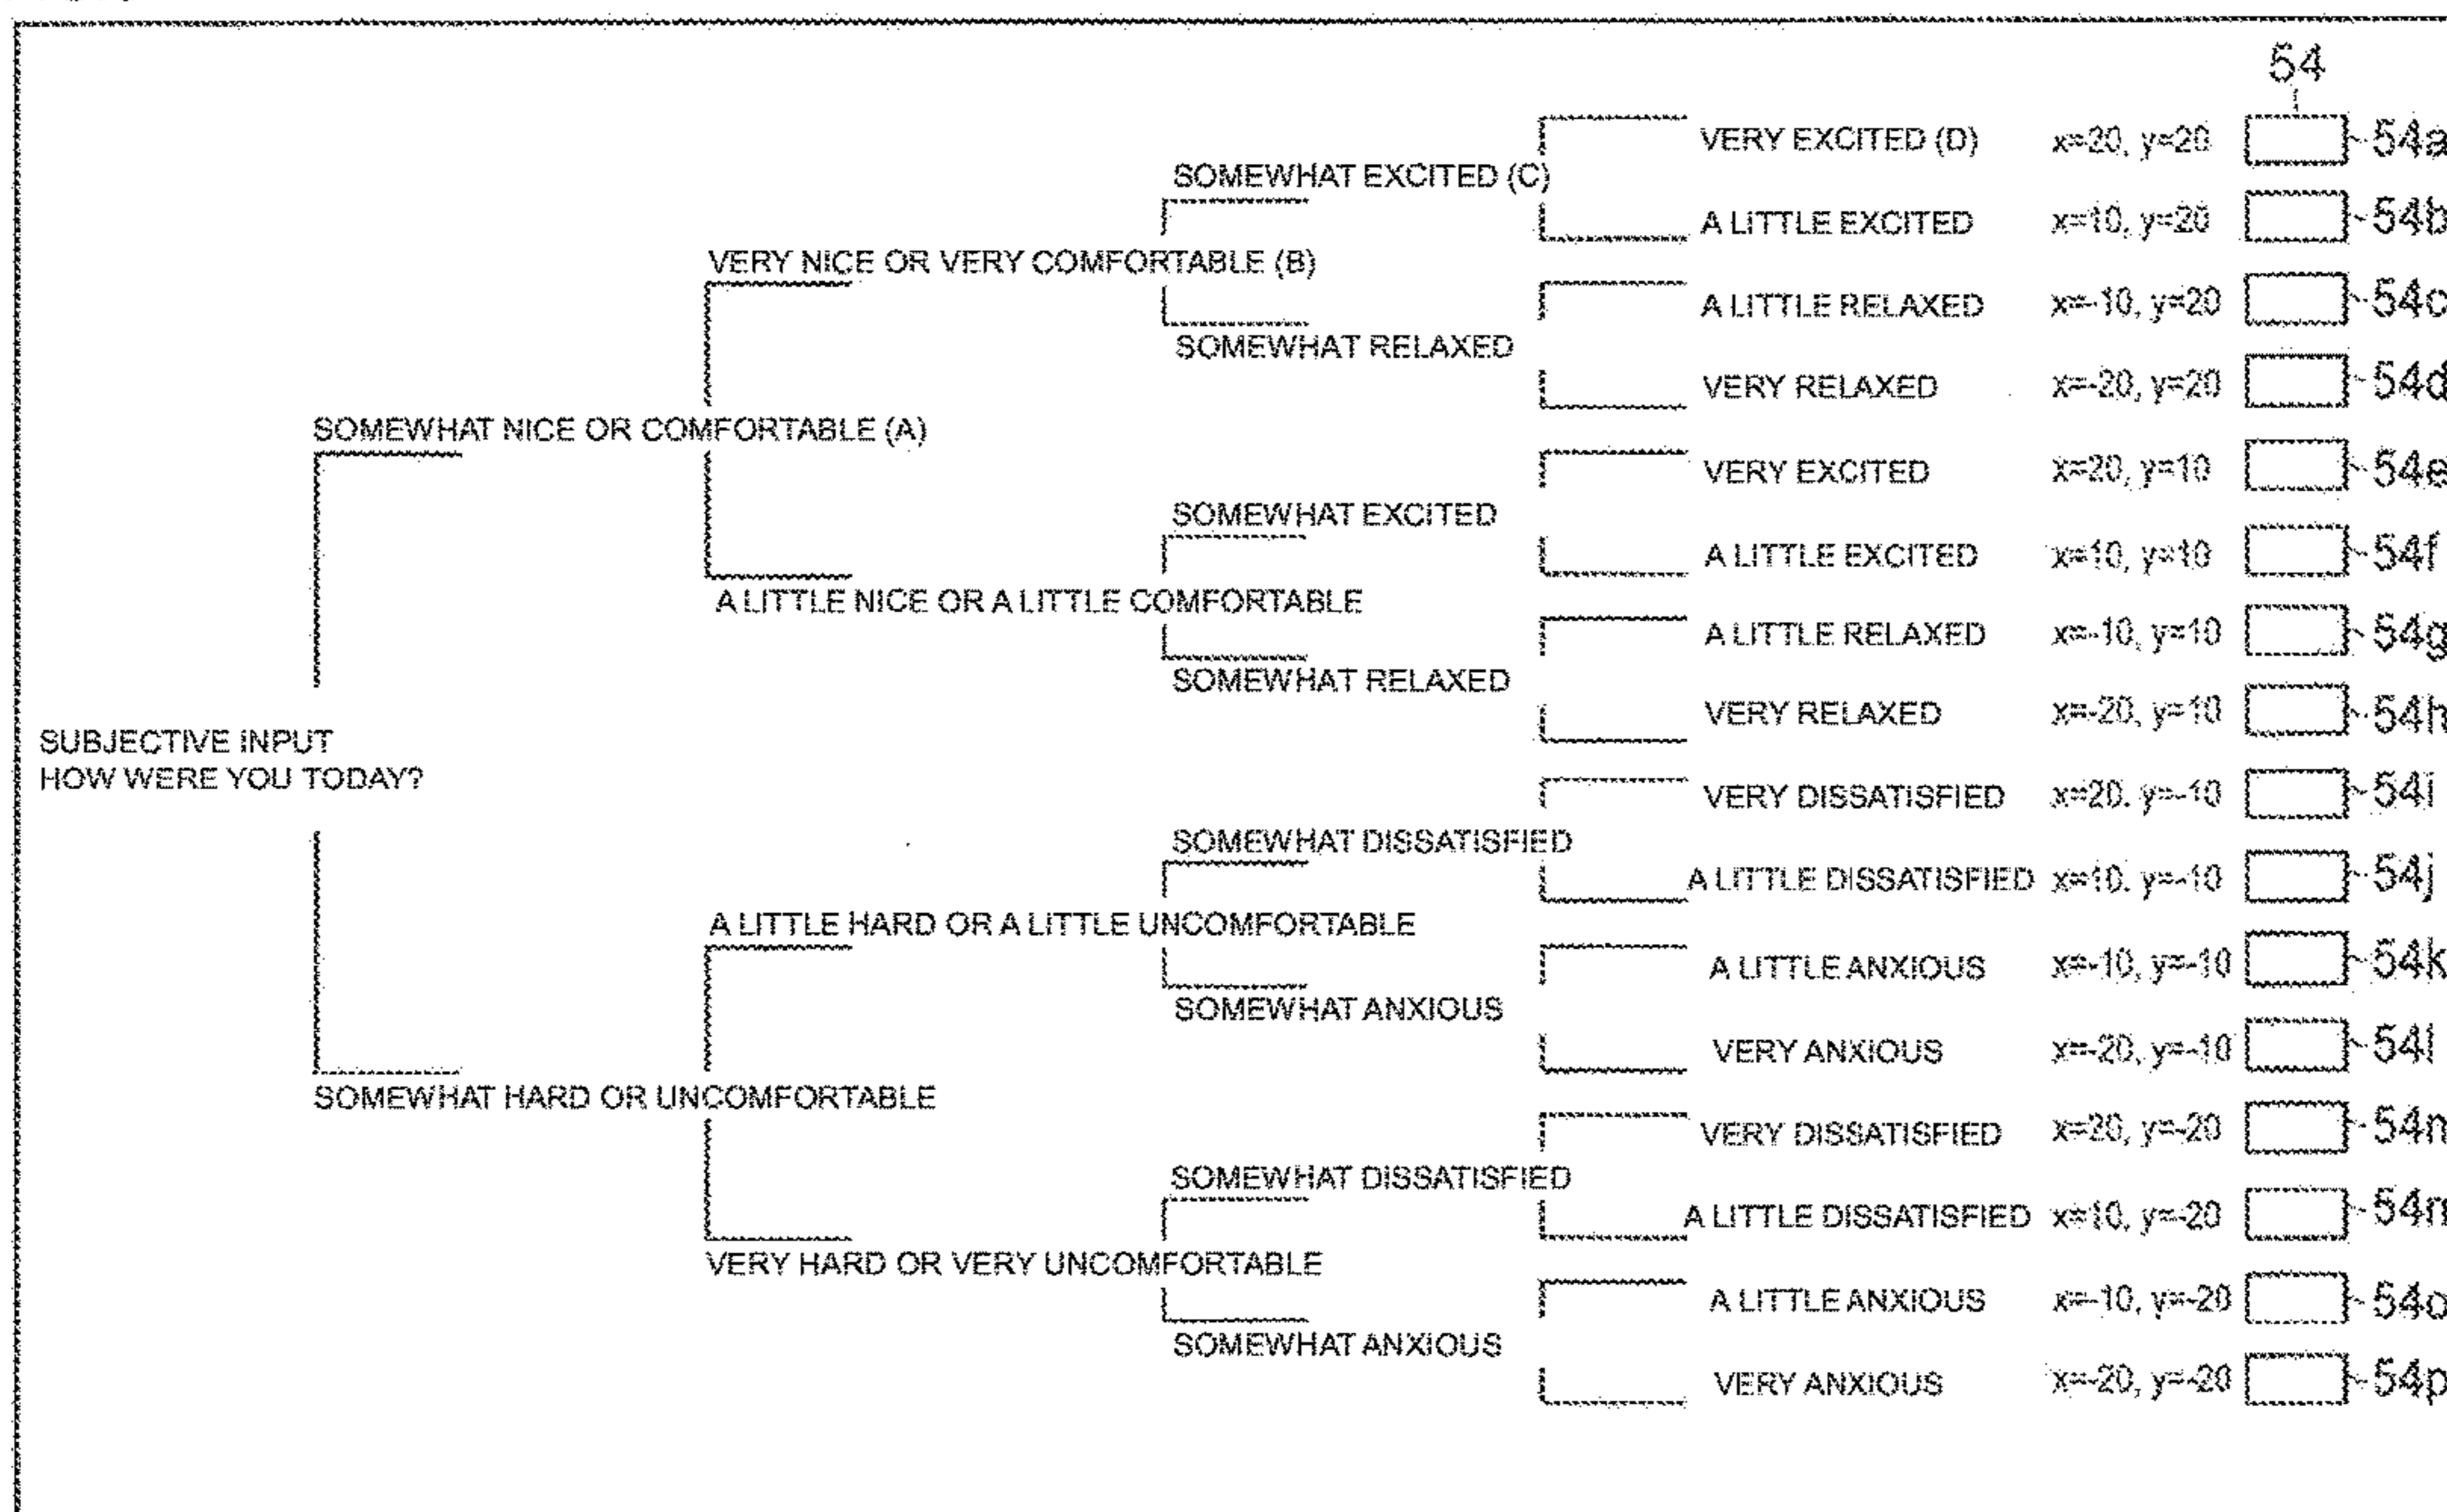 54
VERY EXCITED (D) x=20, y=20 54a
SOMEWHAT EXCITED (C)
A LITTLE EXCITED x=10, y=20 54b
VERY NICE OR VERY COMFORTABLE (B)
A LITTLE RELAXED x=-10, y=20 54c
SOMEWHAT RELAXED
VERY RELAXED x=-20, y=20 54d
SOMEWHAT NICE OR COMFORTABLE (A)
VERY EXCITED x=20, y=10 54e
SOMEWHAT EXCITED
A LITTLE EXCITED x=10, y=10 54f
A LITTLE NICE OR A LITTLE COMFORTABLE
A LITTLE RELAXED x=-10, y=10 54g
SOMEWHAT RELAXED
VERY RELAXED x=-20, y=10 54h
SUBJECTIVE INPUT
HOW WERE YOU TODAY?
VERY DISSATISFIED x=20. y=-10 54i
SOMEWHAT DISSATISFIED
A LITTLE DISSATISFIED x=10. y=-10 54j
A LITTLE HARD OR A LITTLE UNCOMFORTABLE
A LITTLE ANXIOUS x=-10, y=-10 54k
SOMEWHAT ANXIOUS
VERY ANXIOUS x=-20, y=-10 54l
SOMEWHAT HARD OR UNCOMFORTABLE
VERY DISSATISFIED x=20, y=-20
SOMEWHAT DISSATISFIED
A LITTLE DISSATISFIED x=10, y=-20
VERY HARD OR VERY UNCOMFORTABLE
A LITTLE ANXIOUS x=-10, y=-20 54o
SOMEWHAT ANXIOUS
VERY ANXIOUS x=-20, y=-20 54p